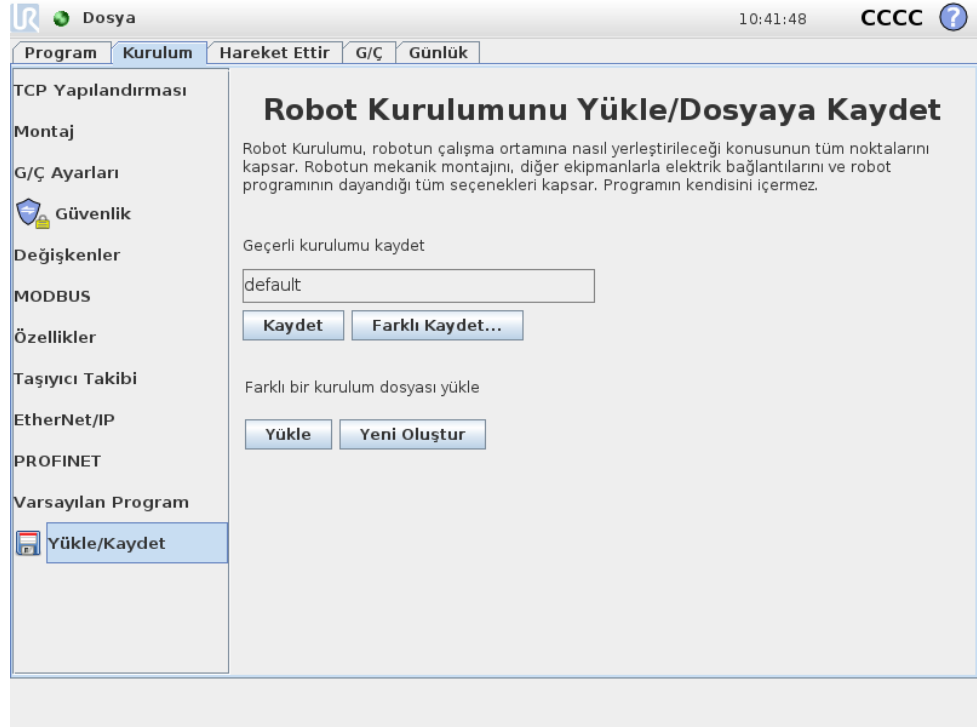 UR Dosya 10:41:48 CCCC ?
Program Kurulum Hareket Ettir G/Ç Günlük
TCP Yapılandırması
Montaj
G/Ç Ayarları
Güvenlik
Değişkenler
MODBUS
Özellikler
Taşıyıcı Takibi
EtherNet/IP
PROFINET
Varsayılan Program
Yükle/Kaydet
Robot Kurulumunu Yükle/Dosyaya Kaydet
Robot Kurulumu, robotun çalışma ortamına nasıl yerleştirileceği konusunun tüm noktalarını
kapsar. Robotun mekanik montajını, diğer ekipmanlarla elektrik bağlantılarını ve robot
programının dayandığı tüm seçenekleri kapsar. Programın kendisini içermez.
Geçerli kurulumu kaydet
default
Kaydet Farklı Kaydet...
Farklı bir kurulum dosyası yükle
Yükle Yeni Oluştur